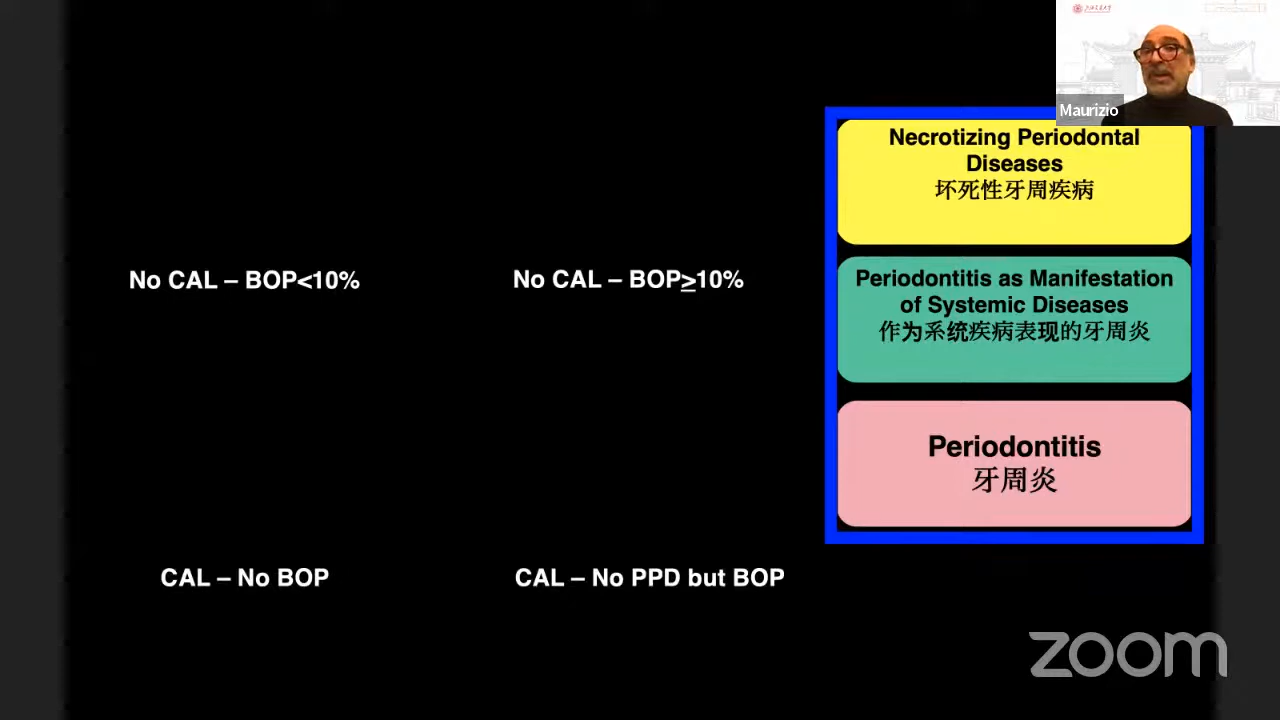 Maurizio
Necrotizing Periodontal
Diseases
坏死性牙周疾病
No CAL – BOP<10%
No CAL – BOP≥10%
Periodontitis as Manifestation
of Systemic Diseases
作为系统疾病表现的牙周炎
Periodontitis
牙周炎
CAL – No BOP
CAL – No PPD but BOP
zoom